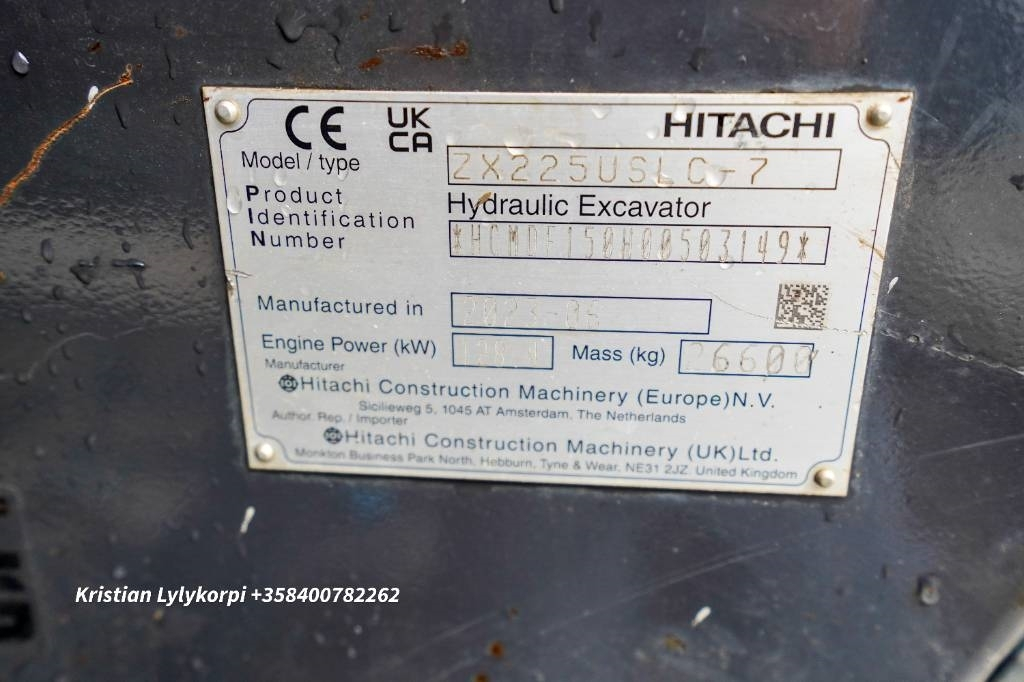 CE UK CA HITACHI
Model / type ZX225USLC-7
Product Hydraulic Excavator
Identification
Number *HCMDF150H00503149*
Manufactured in 2023-06
Engine Power (kW) Mass (kg) 26600
Manufacturer
Hitachi Construction Machinery (Europe)N.V.
Sicilieweg 5, 1045 AT Amsterdam, The Netherlands
Author. Rep. / Importer
Hitachi Construction Machinery (UK)Ltd.
Monkton Business Park North, Hebburn, Tyne & Wear, NE31 2JZ, United Kingdom
Kristian Lylykorpi +358400782262